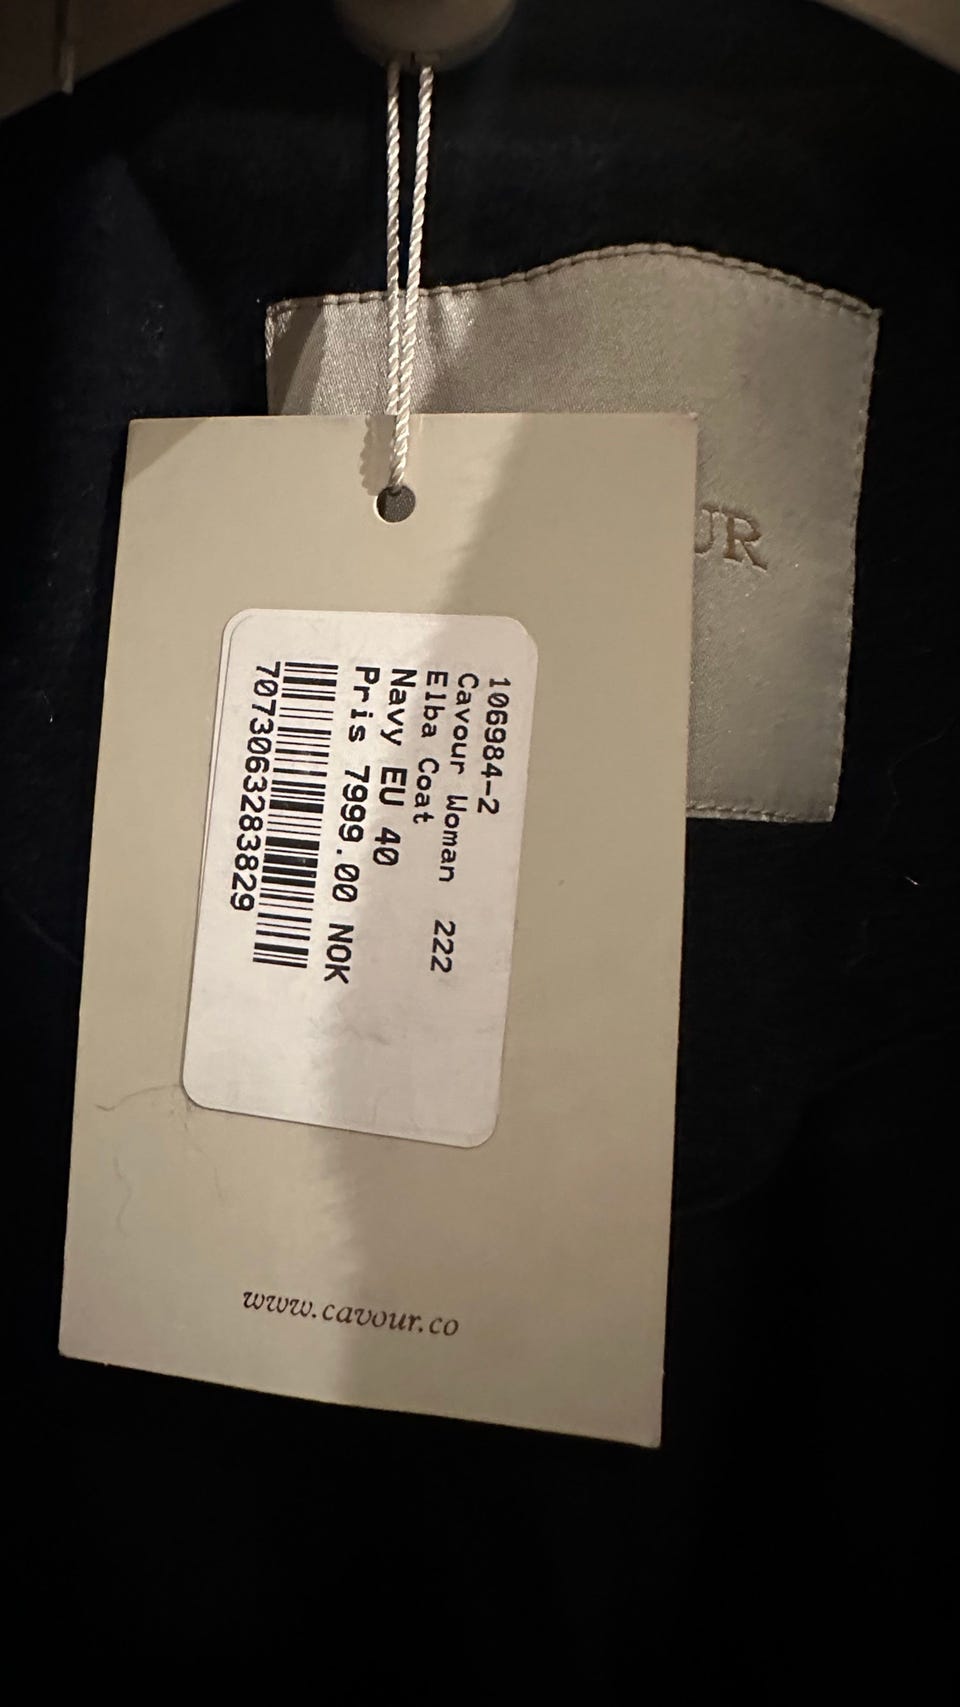 UR
106984-2
Cavour Woman 222
Elba Coat
Navy EU 40
Pris 7999.00 NOK
7073063283829
www.cavour.co